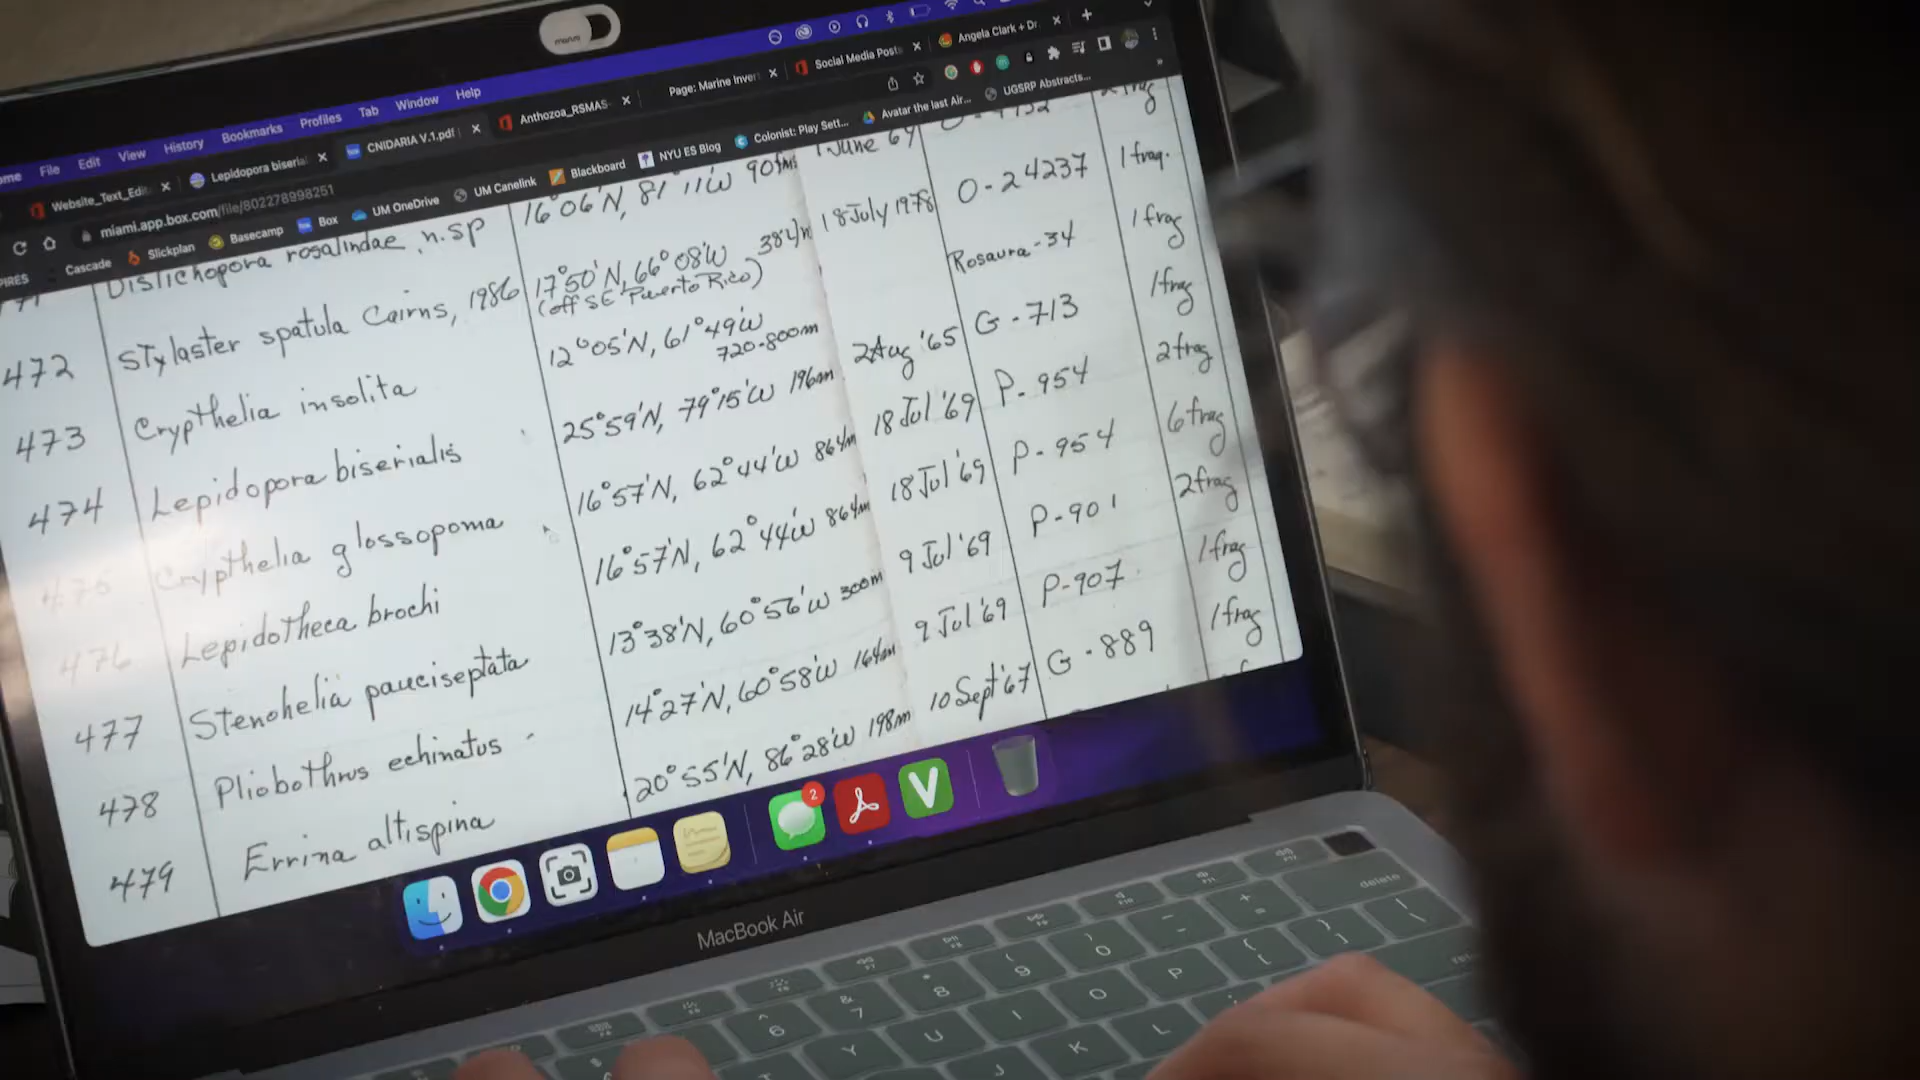 File Edit View History Bookmarks Profiles Tab Window Help
Website_Text_Edit
Lepidopora biserial
CNIDARIA V.1.pdf
Anthozoa_RSMAS-
Page: Marine Inver
Social Media Posts
Angela Clark + Dr.
miami.app.box.com/file/802278998251
Cascade
Slickplan
Basecamp
Box
UM OneDrive
UM Canelink
Blackboard
NYU ES Blog
Colonist: Play Sett...
Avatar the last Air...
UGSRP Abstracts...
Distichopora rosalindae, n.sp 16°06'N, 81°11'W 90fms
472 Stylaster spatula Cairns, 1986 17°50'N, 66°08'W 18 July 1978 O-24237 1 frag.
(off SE Puerto Rico)
473 Crypthelia insolita 12°05'N, 61°49'W Rosaura-34 1 frag
720-800m
474 Lepidopora biserialis 25°59'N, 79°15'W 196m 2 Aug '65 G-713 1 frag
475 Crypthelia glossopoma 16°57'N, 62°44'W 864m 18 Jul '69 P-954 2 frag
476 Lepidotheca brochi 16°57'N, 62°44'W 864m 18 Jul '69 P-954 6 frag
477 Stenohelia pauciseptata 13°38'N, 60°56'W 300m 9 Jul '69 P-901 2 frag
478 Pliobothrus echinatus 14°27'N, 60°58'W 164m 9 Jul '69 P-907 1 frag
479 Errina altispina 20°55'N, 86°28'W 198m 10 Sept '67 G-889 1 frag
2
MacBook Air
delete
6 7 8 9 0
Y U I O P
J K L